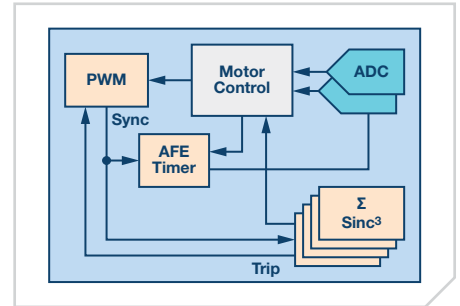 PWM
Motor
Control
ADC
Sync
AFE
Timer
Σ
Sinc³
Trip